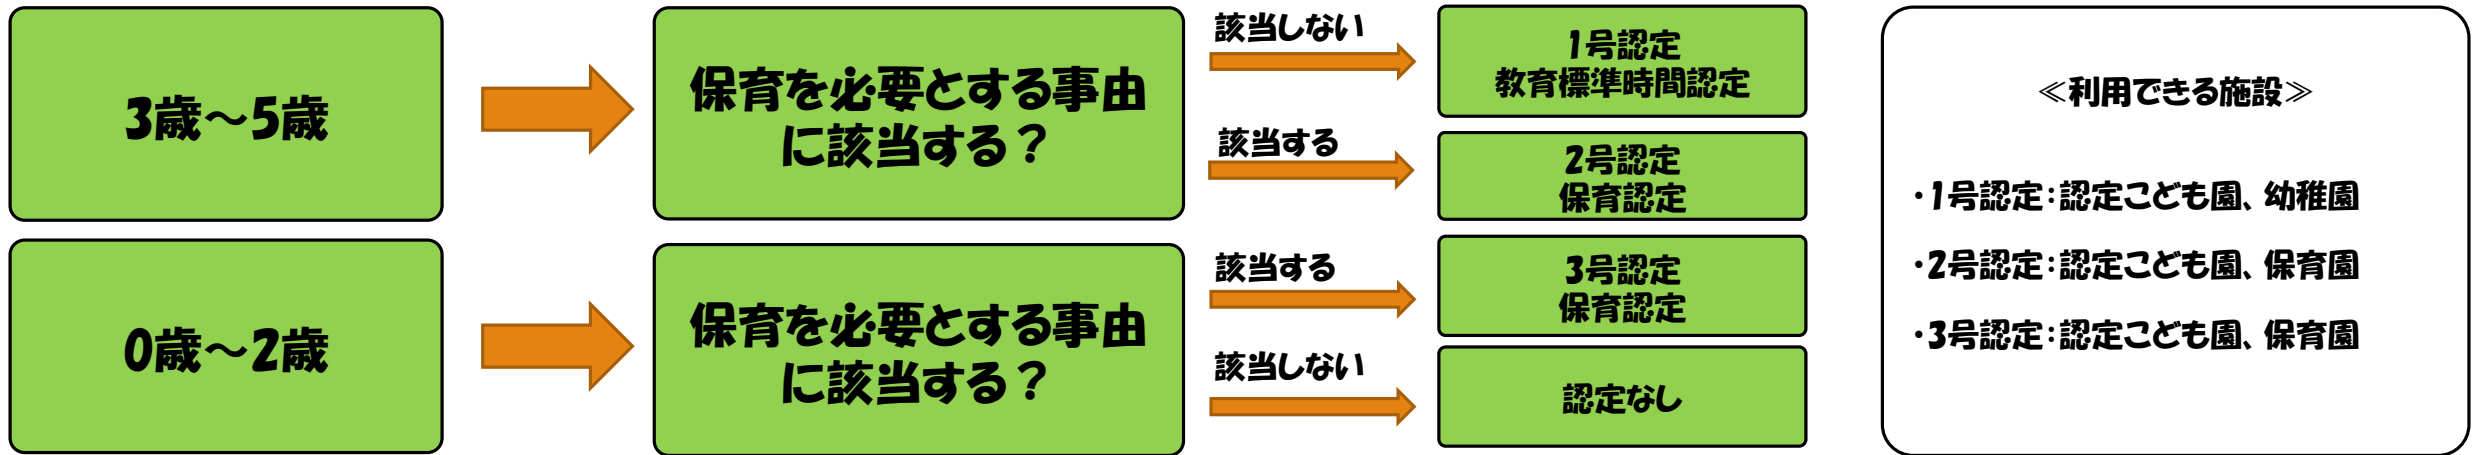 3歳～5歳
保育を必要とする事由
に該当する？
該当しない
1号認定
教育標準時間認定
該当する
2号認定
保育認定
0歳～2歳
保育を必要とする事由
に該当する？
該当する
3号認定
保育認定
該当しない
認定なし
≪利用できる施設≫
・1号認定：認定こども園、幼稚園
・2号認定：認定こども園、保育園
・3号認定：認定こども園、保育園